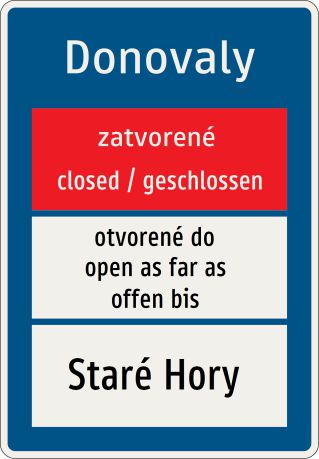 Donovaly
zatvorené
closed / geschlossen
otvorené do
open as far as
offen bis
Staré Hory